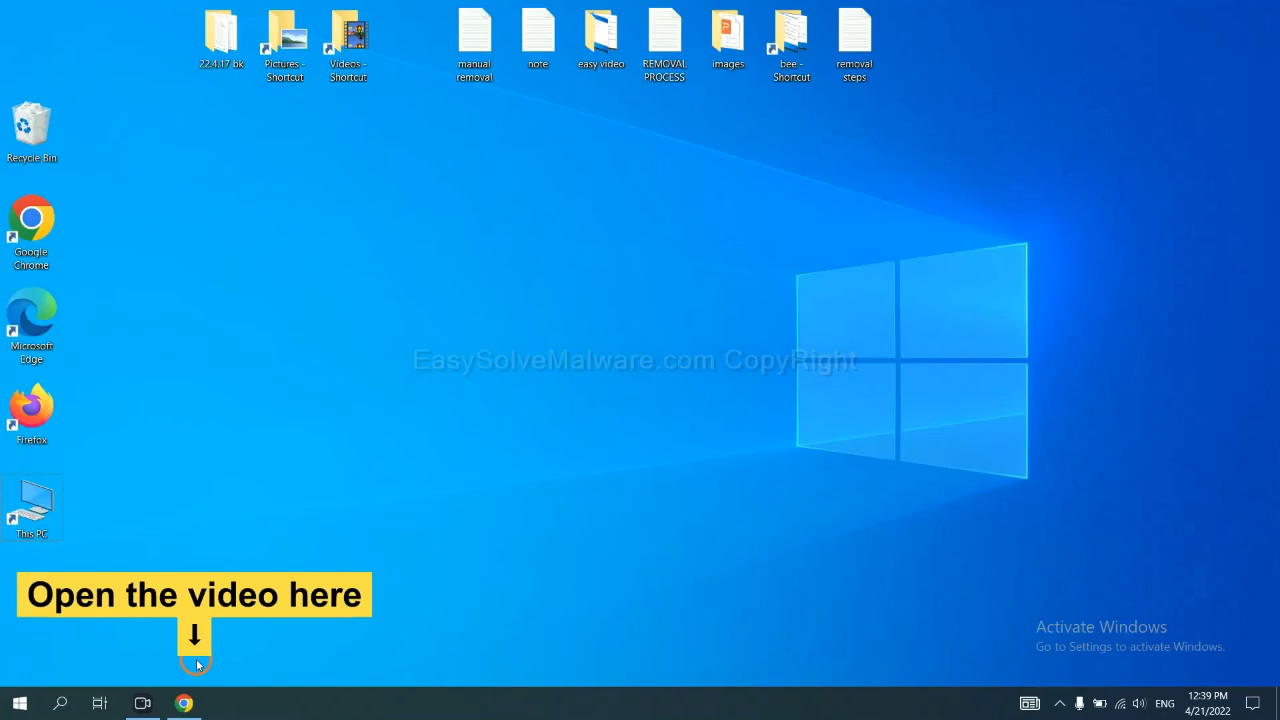 22.4.17 bk
Pictures -
Shortcut
Videos -
Shortcut
manual
removal
note
easy video
REMOVAL
PROCESS
images
bee -
Shortcut
removal
steps
Recycle Bin
Google
Chrome
Microsoft
Edge
Firefox
This PC
EasySolveMalware.com CopyRight
Open the video here
Activate Windows
Go to Settings to activate Windows.
ENG
12:39 PM
4/21/2022